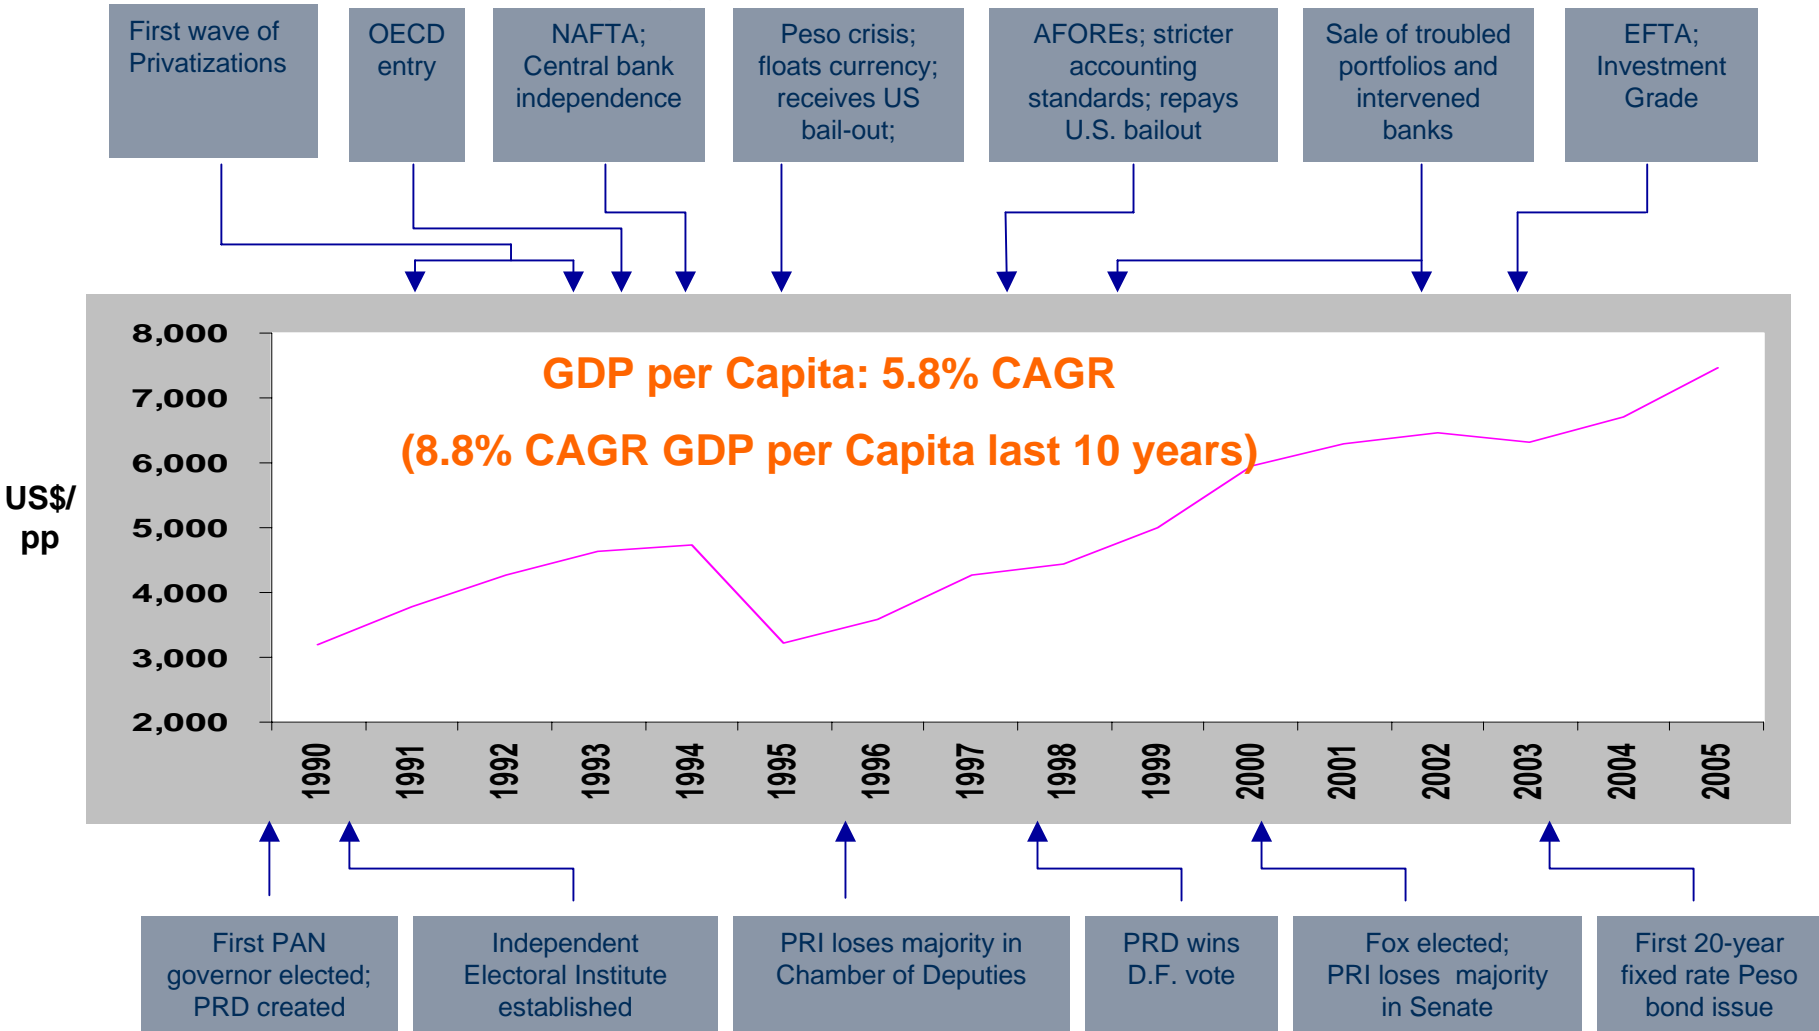 First wave of
Privatizations
OECD
entry
NAFTA;
Central bank
independence
Peso crisis;
floats currency;
receives US
bail-out;
AFOREs; stricter
accounting
standards; repays
U.S. bailout
Sale of troubled
portfolios and
intervened
banks
EFTA;
Investment
Grade
GDP per Capita: 5.8% CAGR
(8.8% CAGR GDP per Capita last 10 years)
US$/
pp
8,000
7,000
6,000
5,000
4,000
3,000
2,000
1990
1991
1992
1993
1994
1995
1996
1997
1998
1999
2000
2001
2002
2003
2004
2005
First PAN
governor elected;
PRD created
Independent
Electoral Institute
established
PRI loses majority in
Chamber of Deputies
PRD wins
D.F. vote
Fox elected;
PRI loses majority
in Senate
First 20-year
fixed rate Peso
bond issue